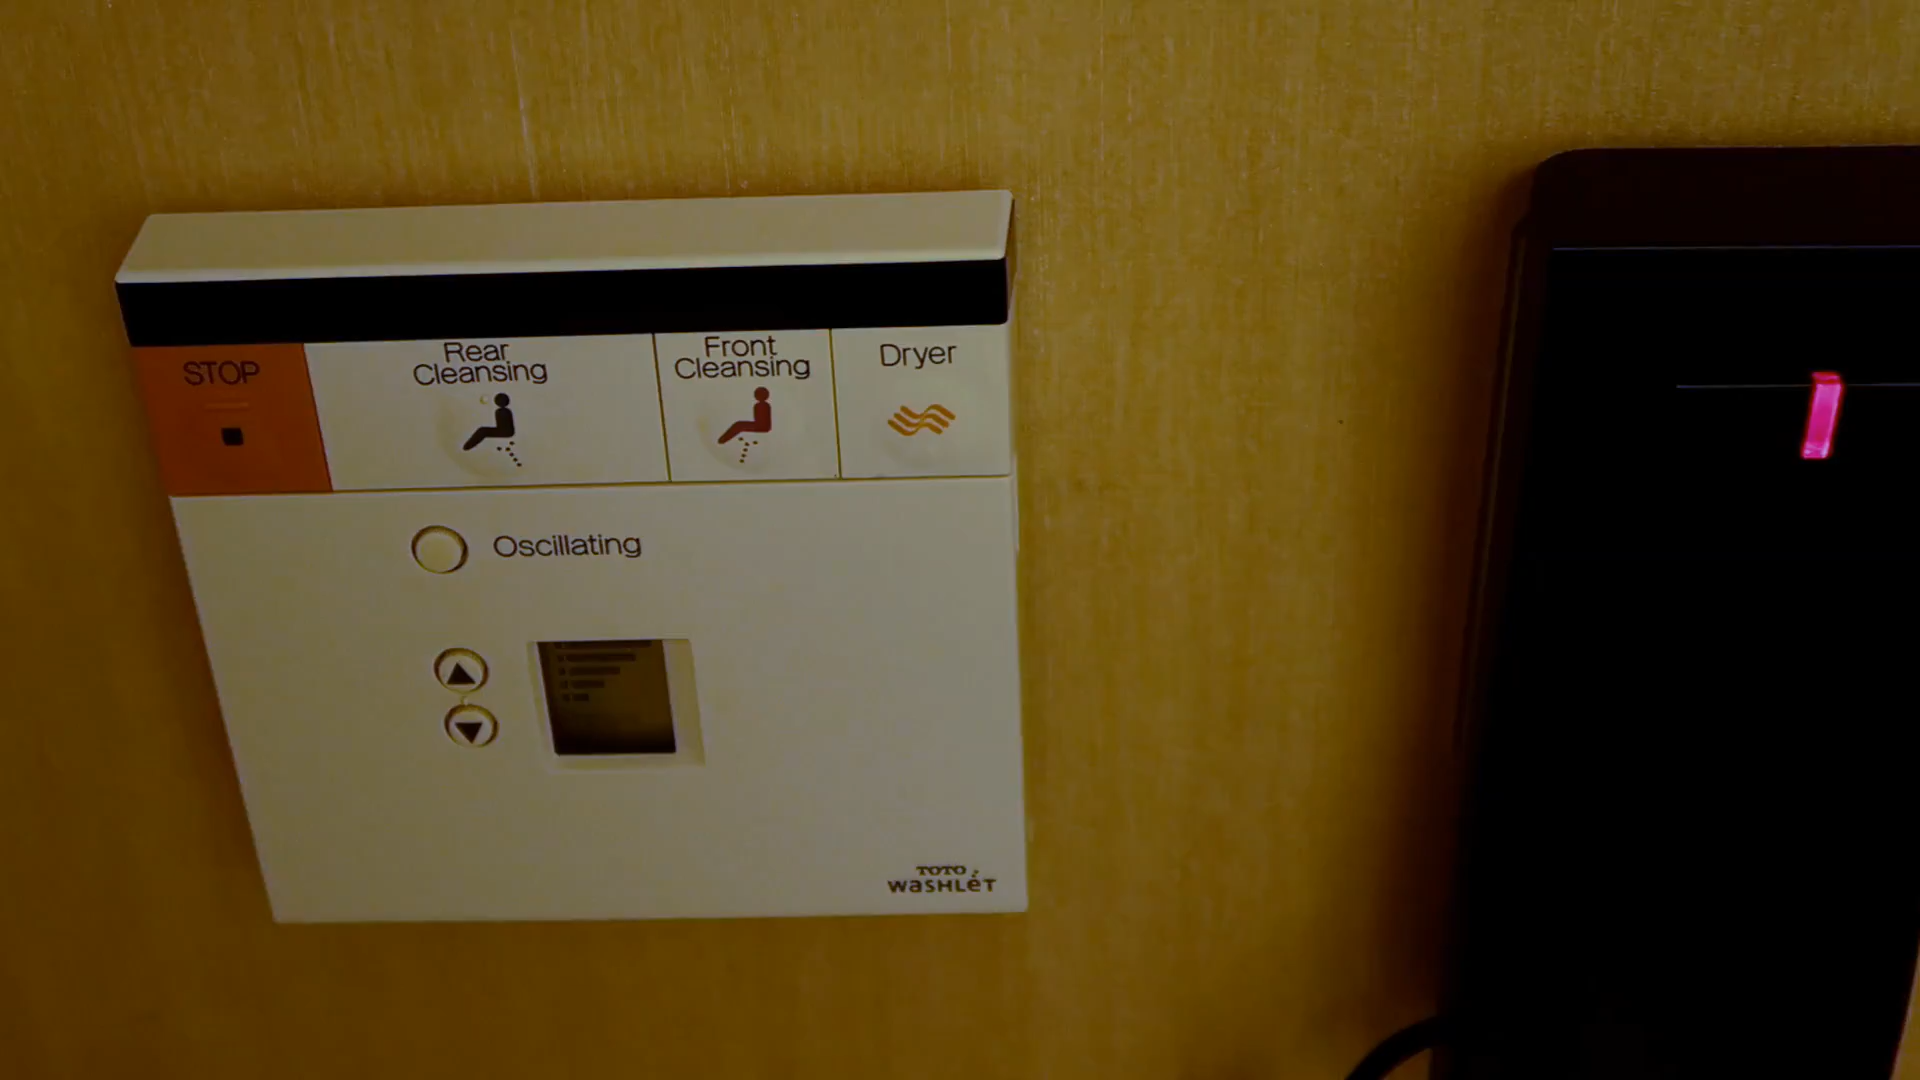 STOP
Rear
Cleansing
Front
Cleansing
Dryer
Oscillating
TOTO
WASHLET